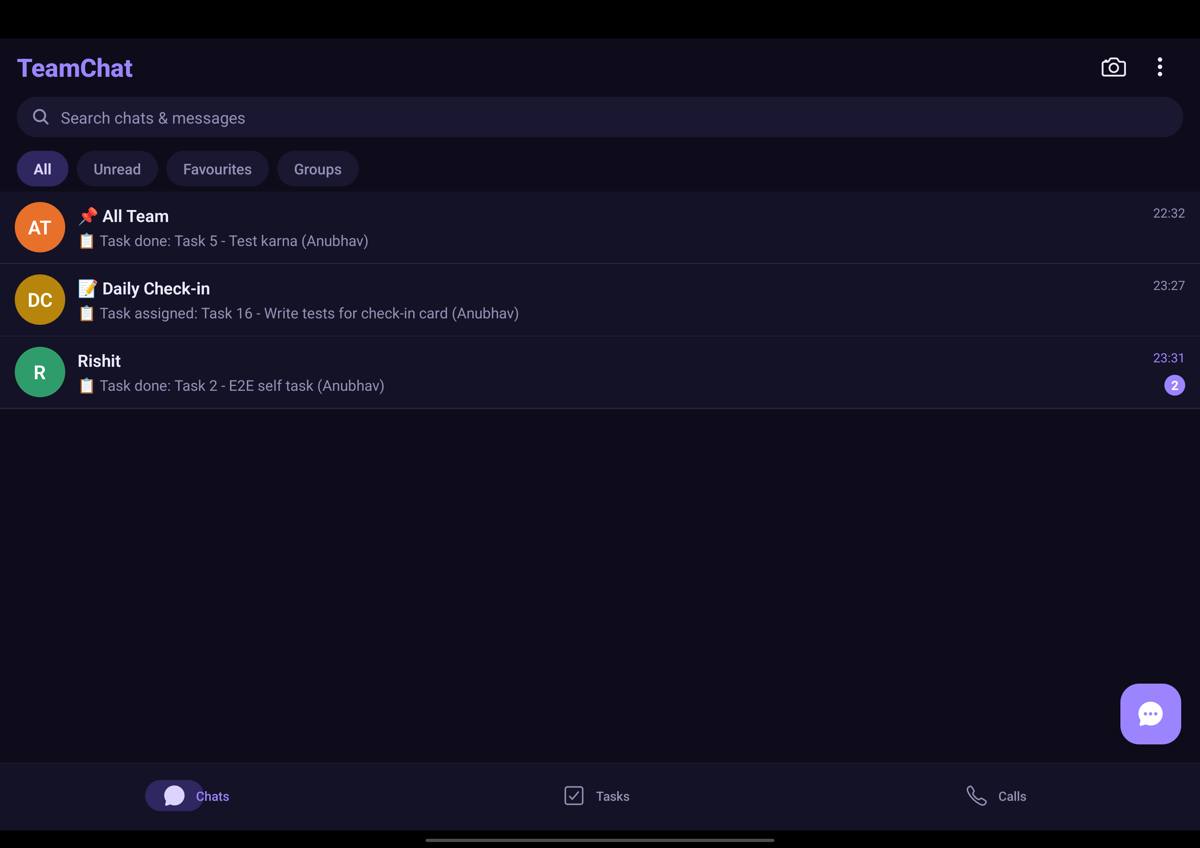 TeamChat
Search chats & messages
All
Unread
Favourites
Groups
AT
📌 All Team
22:32
📋 Task done: Task 5 - Test karna (Anubhav)
DC
📝 Daily Check-in
23:27
📋 Task assigned: Task 16 - Write tests for check-in card (Anubhav)
R
Rishit
23:31
📋 Task done: Task 2 - E2E self task (Anubhav)
2
Chats
Tasks
Calls